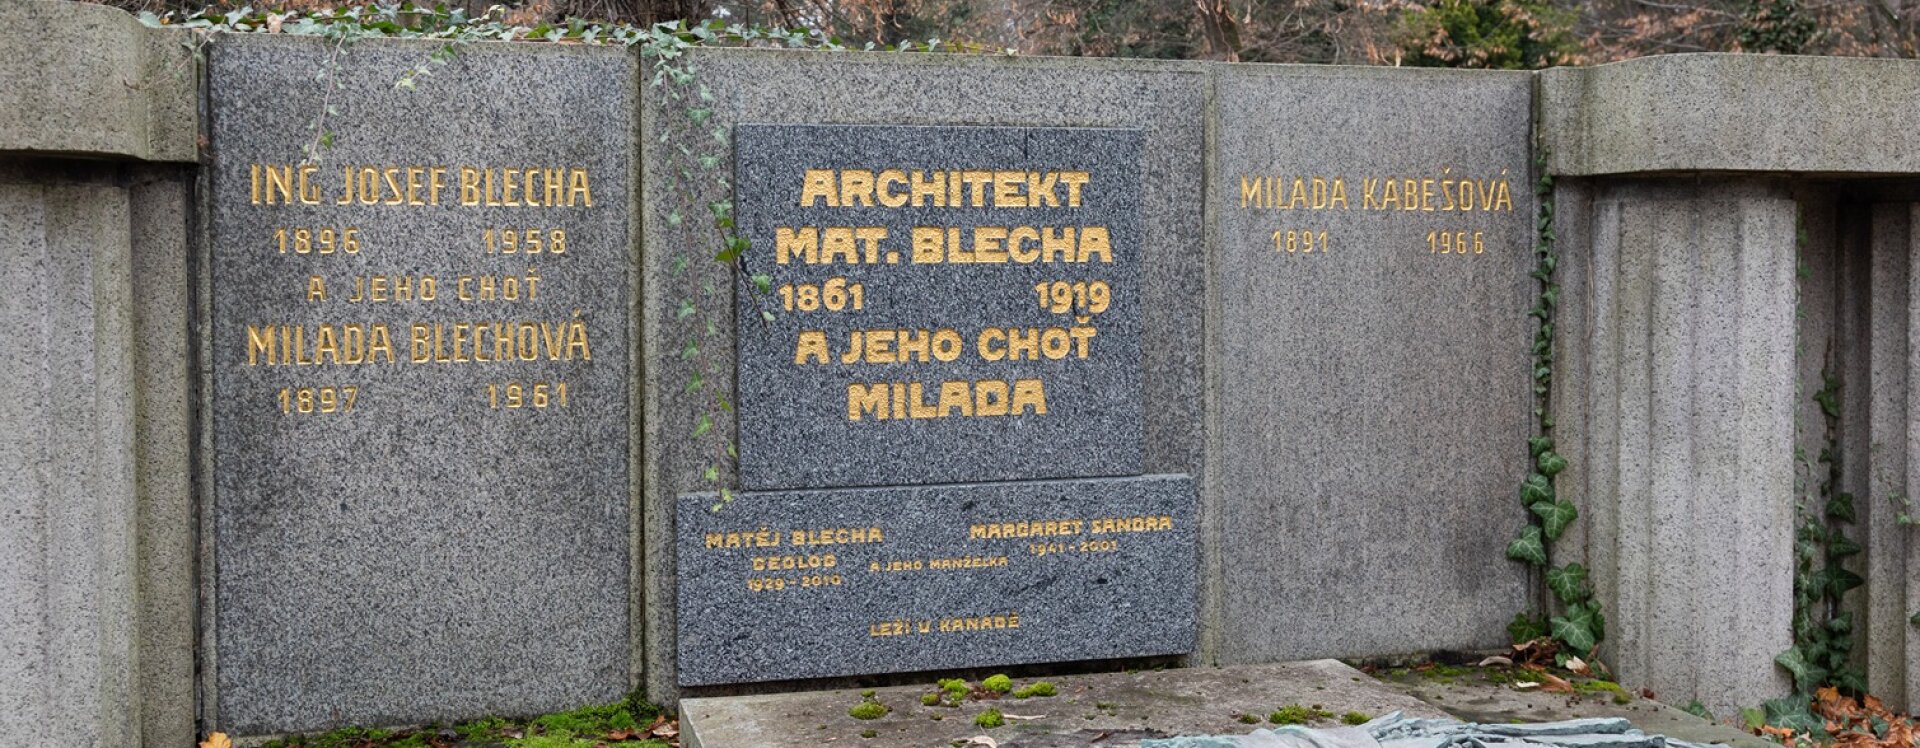 ING JOSEF BLECHA
1896 1958
A JEHO CHOŤ
MILADA BLECHOVÁ
1897 1961
ARCHITEKT
MAT. BLECHA
1861 1919
A JEHO CHOŤ
MILADA
MATĚJ BLECHA
GEOLOG
1929-2010
A JEHO MANŽELKA
MARGARET SANDRA
1941-2001
LEŽÍ V KANADĚ
MILADA KABEŠOVÁ
1891 1966